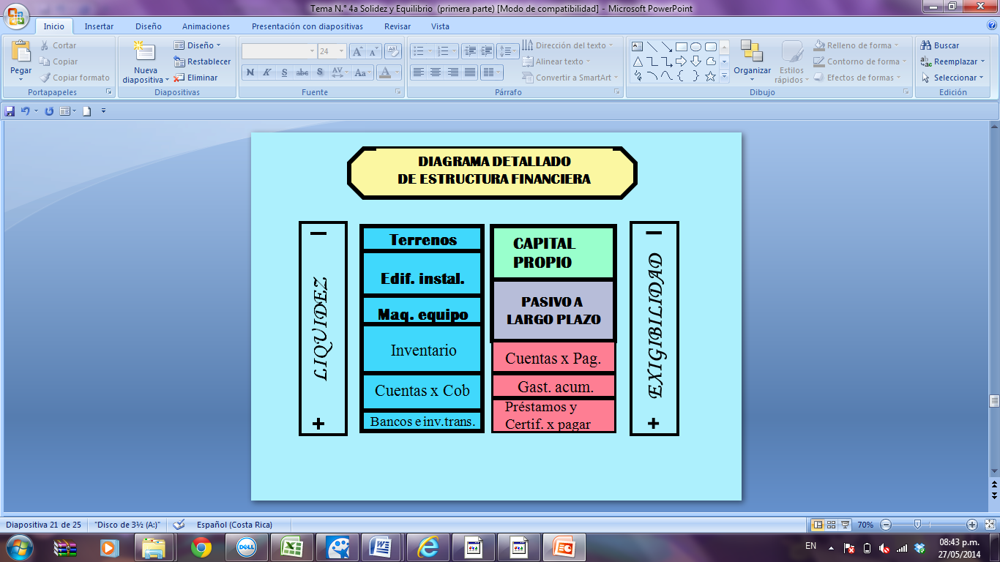 Tema N.° 4a Solidez y Equilibrio (primera parte) [Modo de compatibilidad] - Microsoft PowerPoint
Inicio Insertar Diseño Animaciones Presentación con diapositivas Revisar Vista
Pegar
Cortar
Copiar
Copiar formato
Portapapeles
Nueva
diapositiva
Diseño
Restablecer
Eliminar
Diapositivas
24
N K S abc S AV Aa A
Fuente
Dirección del texto
Alinear texto
Convertir a SmartArt
Párrafo
Organizar
Estilos
rápidos
Relleno de forma
Contorno de forma
Efectos de formas
Dibujo
Buscar
Reemplazar
Seleccionar
Edición
DIAGRAMA DETALLADO
DE ESTRUCTURA FINANCIERA
−
LIQUIDEZ
+
Terrenos
Edif. instal.
Maq. equipo
Inventario
Cuentas x Cob
Bancos e inv.trans.
CAPITAL
PROPIO
PASIVO A
LARGO PLAZO
Cuentas x Pag.
Gast. acum.
Préstamos y
Certif. x pagar
−
EXIGIBILIDAD
+
Diapositiva 21 de 25 "Disco de 3½ (A:)" Español (Costa Rica) 70%
DELL
EN
08:43 p.m.
27/05/2014